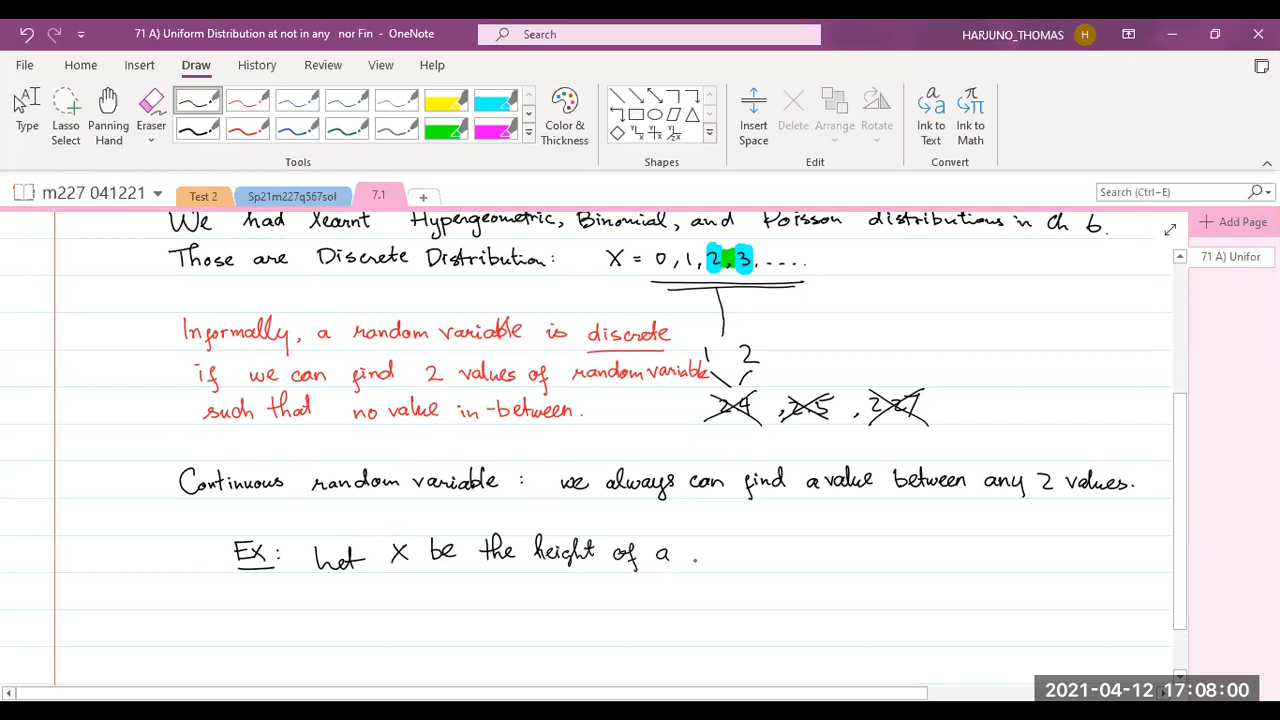 71 A) Uniform Distribution at not in any nor Fin - OneNote
Search
HARJUNO_THOMAS
H
File Home Insert Draw History Review View Help
Type
Lasso Select
Panning Hand
Eraser
Color & Thickness
Insert Space
Delete
Arrange
Rotate
Ink to Text
Ink to Math
Tools
Shapes
Edit
Convert
m227 041221
Test 2
Sp21m227q567sol
7.1
Search (Ctrl+E)
Add Page
71 A) Unifor
We had learnt Hypergeometric, Binomial, and Poisson distributions in Ch 6.
Those are Discrete Distribution: X = 0, 1, 2, 3, ....
Informally, a random variable is discrete
1 2
if we can find 2 values of random variable
such that no value in-between.
2.4, 2.5, 2.27
Continuous random variable: we always can find a value between any 2 values.
Ex: Let X be the height of a
2021-04-12 17:08:00